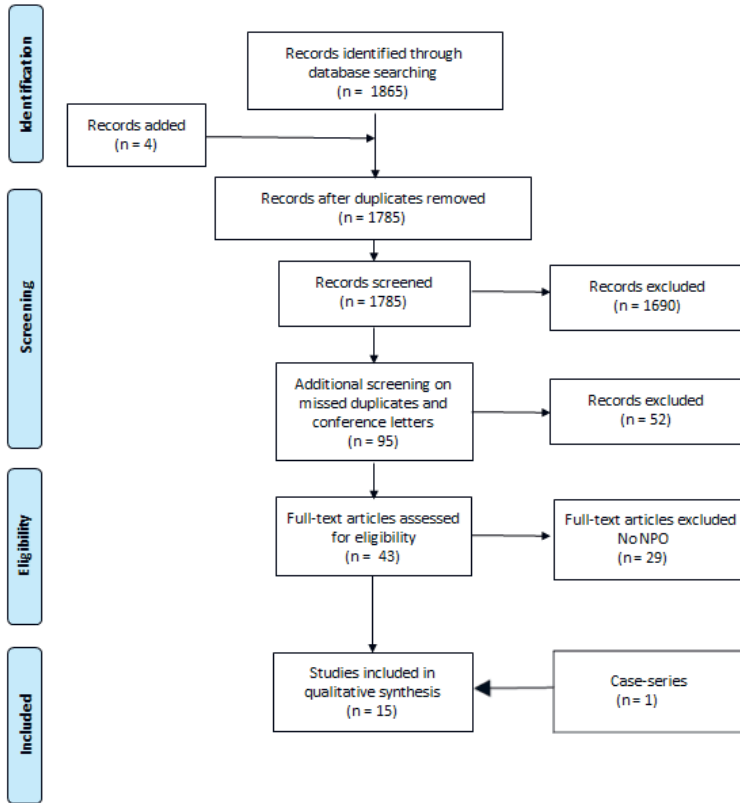 Identification
Records identified through
database searching
(n = 1865)
Records added
(n = 4)
Screening
Records after duplicates removed
(n = 1785)
Records screened
(n = 1785)
Records excluded
(n = 1690)
Additional screening on
missed duplicates and
conference letters
(n = 95)
Records excluded
(n = 52)
Eligibility
Full-text articles assessed
for eligibility
(n = 43)
Full-text articles excluded
No NPO
(n = 29)
Included
Studies included in
qualitative synthesis
(n = 15)
Case-series
(n = 1)